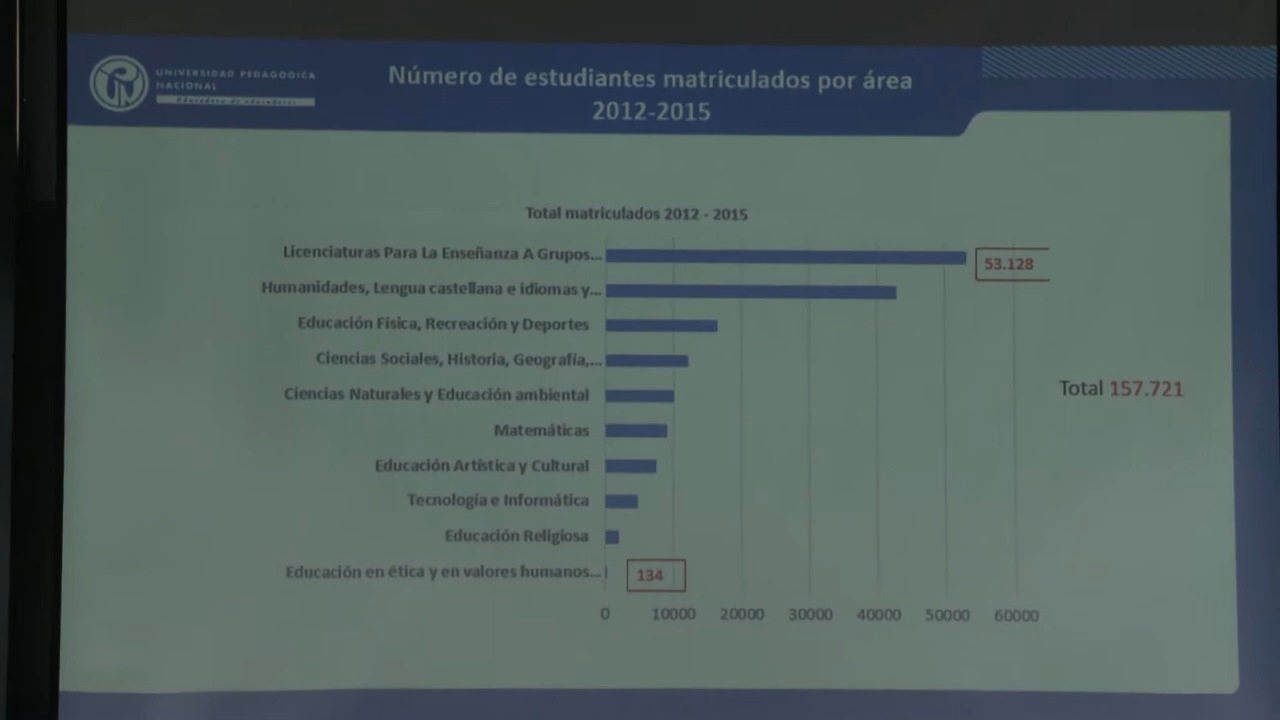 UNIVERSIDAD PEDAGOGICA
NACIONAL
Educadora de educadores
Número de estudiantes matriculados por área
2012-2015
Total matriculados 2012 - 2015
Licenciaturas Para La Enseñanza A Grupos...
53.128
Humanidades, Lengua castellana e idiomas y...
Educación Física, Recreación y Deportes
Ciencias Sociales, Historia, Geografía,...
Ciencias Naturales y Educación ambiental
Total 157.721
Matemáticas
Educación Artística y Cultural
Tecnología e Informática
Educación Religiosa
Educación en ética y en valores humanos...
134
0 10000 20000 30000 40000 50000 60000